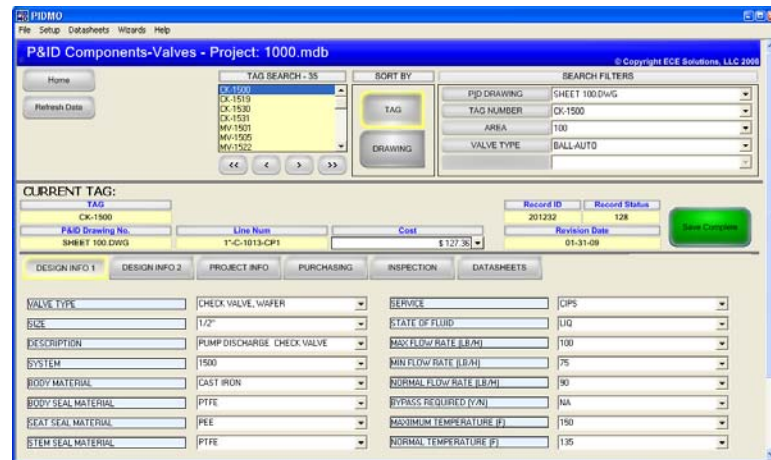 PIDMO
File Setup Datasheets Wizards Help
P&ID Components-Valves - Project: 1000.mdb
© Copyright ECE Solutions, LLC 2008
Home
Refresh Data
TAG SEARCH - 35
CK-1500
CK-1519
CK-1530
CK-1531
MV-1501
MV-1505
MV-1522
<< < > >>
SORT BY
TAG
DRAWING
SEARCH FILTERS
P|D DRAWING SHEET 100.DWG
TAG NUMBER CK-1500
AREA 100
VALVE TYPE BALL-AUTO
CURRENT TAG:
TAG Record ID Record Status
CK-1500 201232 128
P&ID Drawing No. Line Num Cost Revision Date
SHEET 100.DWG 1"-C-1013-CP1 $ 127.36 01-31-09
Save Complete
DESIGN INFO 1 DESIGN INFO 2 PROJECT INFO PURCHASING INSPECTION DATASHEETS
VALVE TYPE CHECK VALVE, WAFER SERVICE CIPS
SIZE 1/2" STATE OF FLUID LIQ
DESCRIPTION PUMP DISCHARGE CHECK VALVE MAX FLOW RATE (LB/H) 100
SYSTEM 1500 MIN FLOW RATE (LB/H) 75
BODY MATERIAL CAST IRON NORMAL FLOW RATE (LB/H) 90
BODY SEAL MATERIAL PTFE BYPASS REQUIRED (Y/N) NA
SEAT SEAL MATERIAL PEE MAXIMUM TEMPERATURE (F) 150
STEM SEAL MATERIAL PTFE NORMAL TEMPERATURE (F) 135